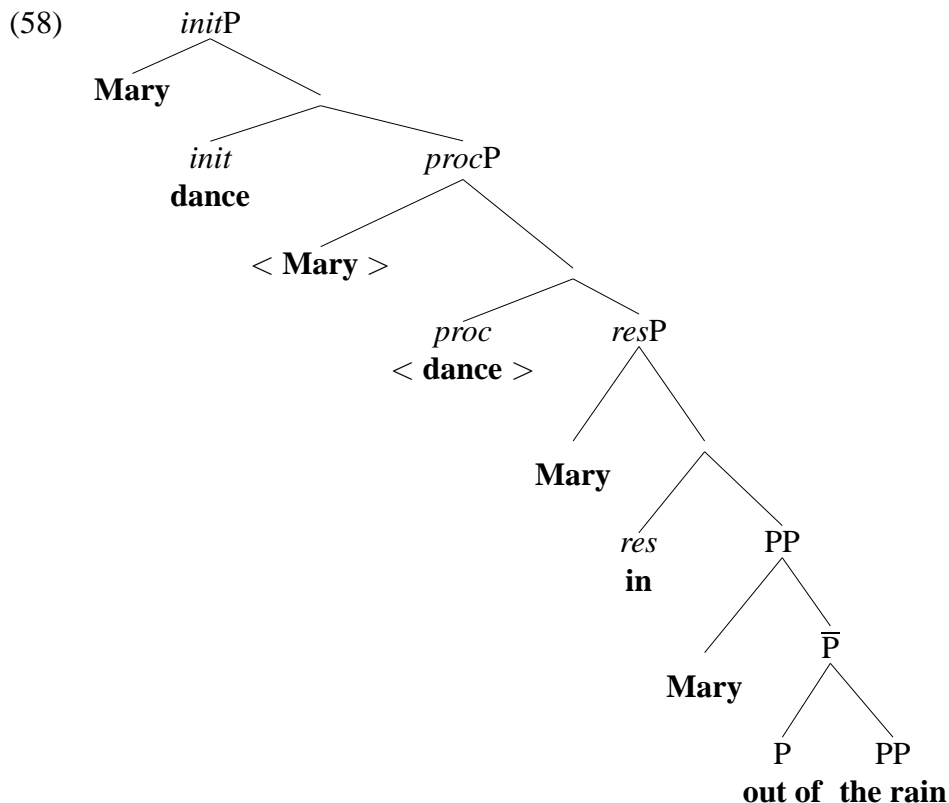 (58) initP
Mary
init procP
dance
< Mary >
proc resP
< dance >
Mary
res PP
in
P̅
Mary
P PP
out of the rain